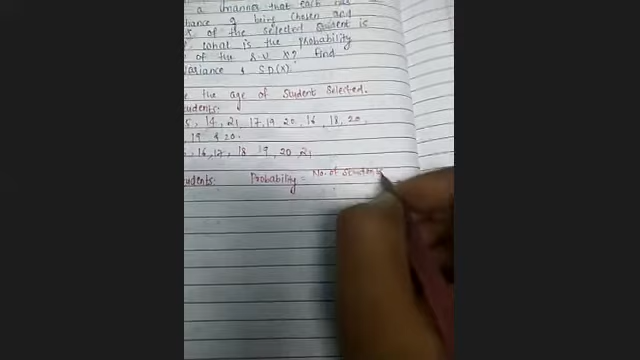 a manner that each has
chance of being chosen and
X of the selected student is
what is the probability
of the R.V X? find
variance & SD(X).
the age of student selected.
students.
5, 14, 21, 17, 19, 20, 16, 18, 20,
19 & 20.
16, 17, 18, 19, 20, 21
students. Probability = No. of